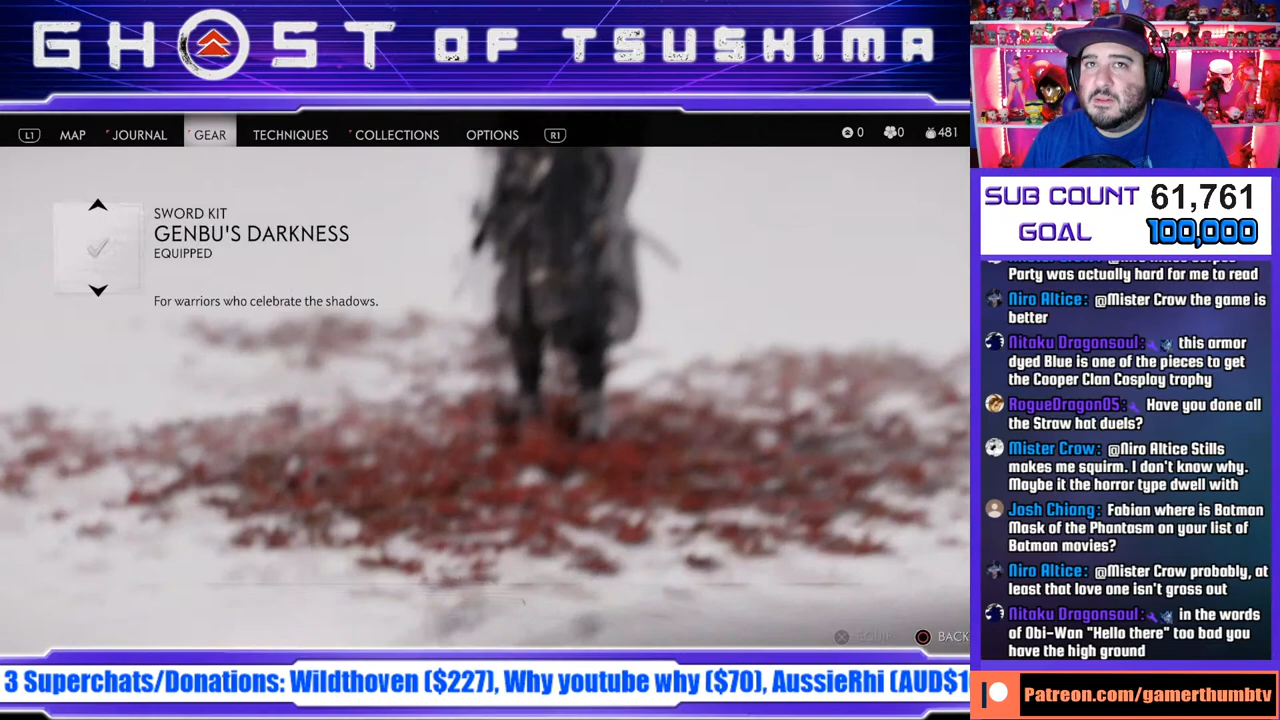 GHOST OF TSUSHIMA
L1 MAP JOURNAL GEAR TECHNIQUES COLLECTIONS OPTIONS R1 0 0 481
SWORD KIT
GENBU'S DARKNESS
EQUIPPED
For warriors who celebrate the shadows.
EQUIP BACK
SUB COUNT 61,761
GOAL 100,000
Party was actually hard for me to read
Niro Altice: @Mister Crow the game is
better
Nitaku Dragonsoul: this armor
dyed Blue is one of the pieces to get
the Cooper Clan Cosplay trophy
RogueDragon05: Have you done all
the Straw hat duels?
Mister Crow: @Niro Altice Stills
makes me squirm. I don't know why.
Maybe it the horror type dwell with
Josh Chiang: Fabian where is Batman
Mask of the Phantasm on your list of
Batman movies?
Niro Altice: @Mister Crow probably, at
least that love one isn't gross out
Nitaku Dragonsoul: in the words
of Obi-Wan "Hello there" too bad you
have the high ground
3 Superchats/Donations: Wildthoven ($227), Why youtube why ($70), AussieRhi (AUD$1
Patreon.com/gamerthumbtv